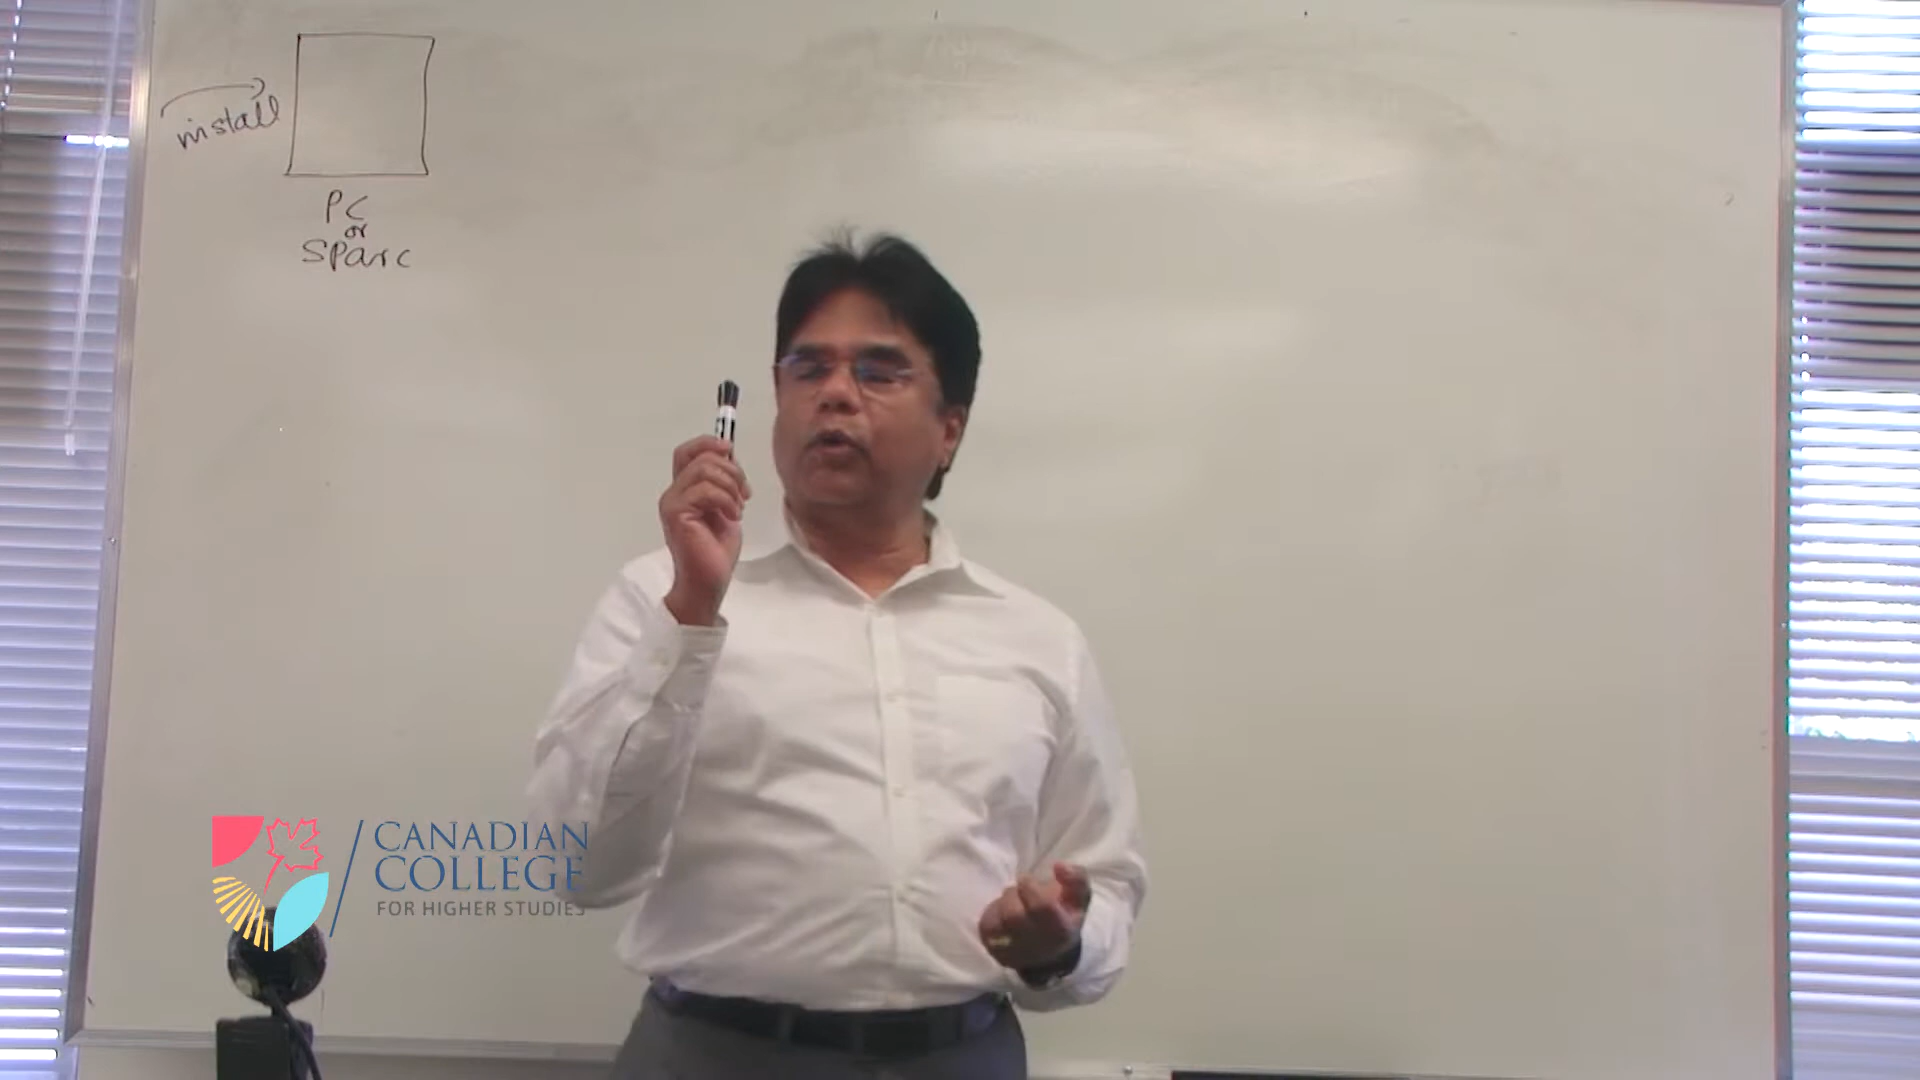 install
PC
or
SParc
CANADIAN
COLLEGE
FOR HIGHER STUDIES